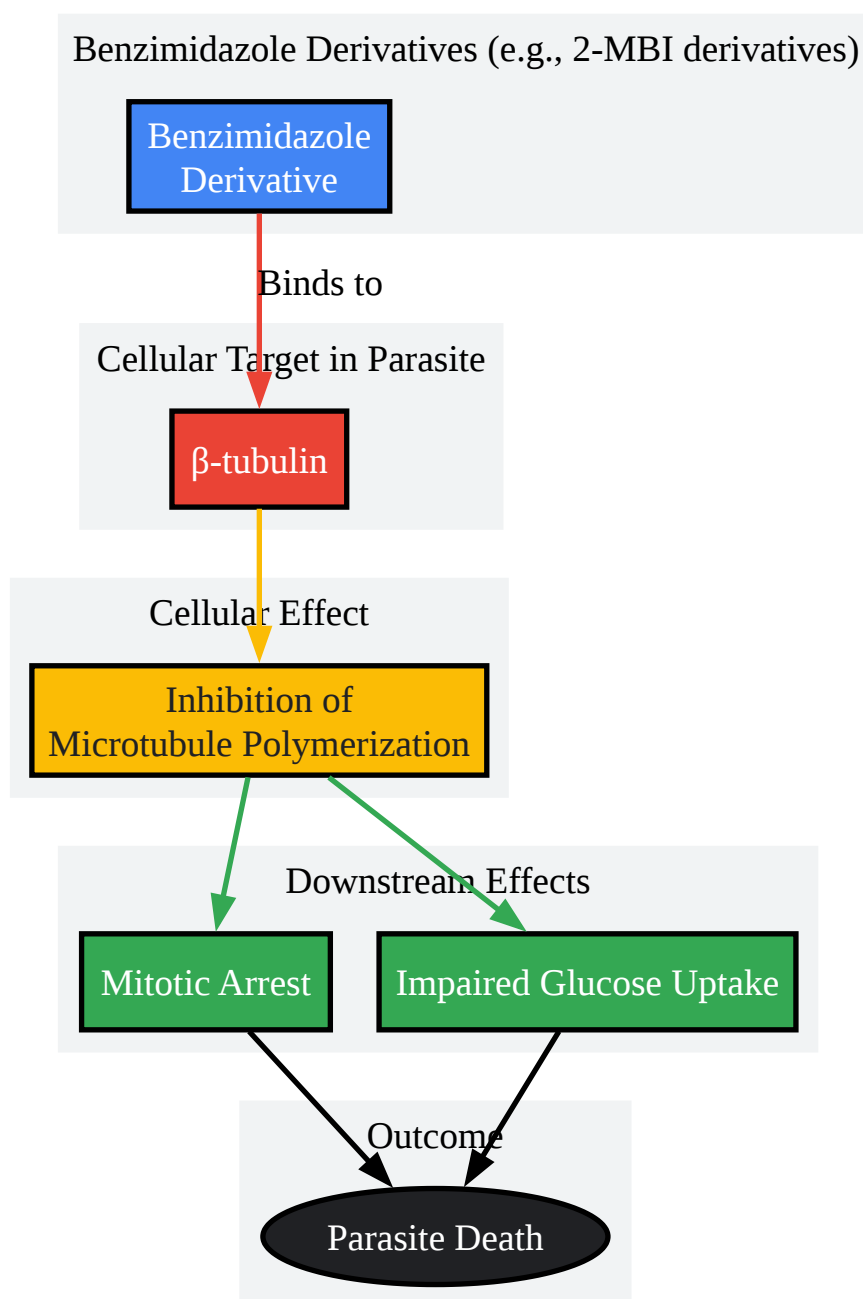 Benzimidazole Derivatives (e.g., 2-MBI derivatives)
Benzimidazole
Derivative
Binds to
Cellular Target in Parasite
β-tubulin
Cellular Effect
Inhibition of
Microtubule Polymerization
Downstream Effects
Mitotic Arrest
Impaired Glucose Uptake
Outcome
Parasite Death